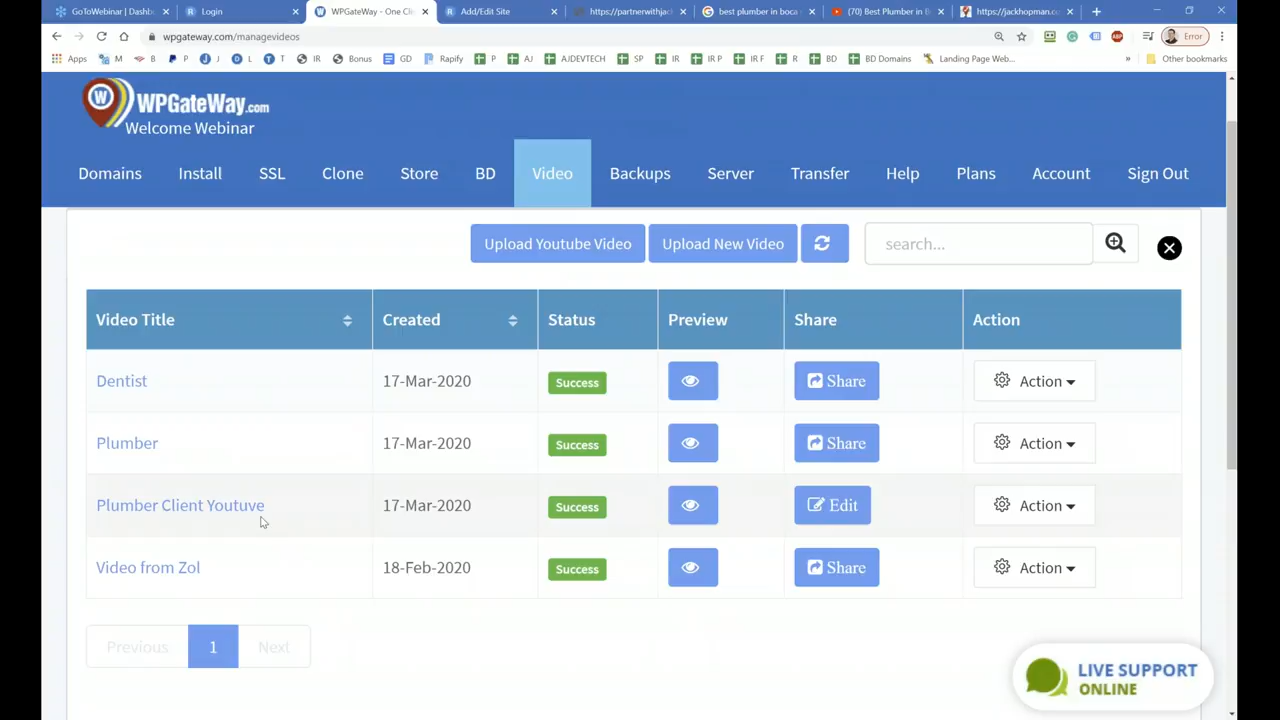 GoToWebinar | Dashb
Login
WPGateWay - One Cli
Add/Edit Site
https://partnerwithjack
best plumber in boca
(70) Best Plumber in B
https://jackhopman.c
wpgateway.com/managevideos
Error
Apps M B P J D T IR Bonus GD Rapify P AJ AJDEVTECH SP IR IR P IR F R BD BD Domains Landing Page Web... » Other bookmarks
W WPGateWay.com
Welcome Webinar
Domains Install SSL Clone Store BD Video Backups Server Transfer Help Plans Account Sign Out
Upload Youtube Video Upload New Video search...
Video Title Created Status Preview Share Action
Dentist 17-Mar-2020 Success Share Action
Plumber 17-Mar-2020 Success Share Action
Plumber Client Youtuve 17-Mar-2020 Success Edit Action
Video from Zol 18-Feb-2020 Success Share Action
Previous 1 Next
LIVE SUPPORT
ONLINE